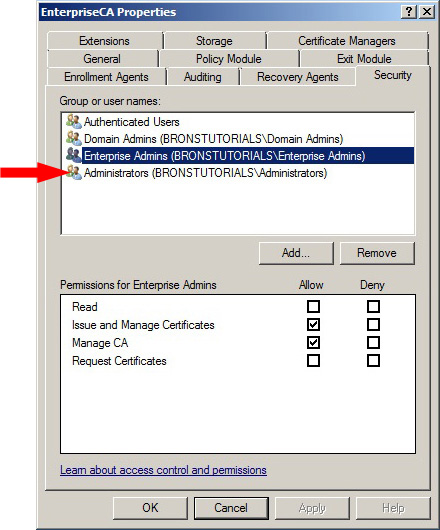 EnterpriseCA Properties
Extensions Storage Certificate Managers
General Policy Module Exit Module
Enrollment Agents Auditing Recovery Agents Security
Group or user names:
Authenticated Users
Domain Admins (BRONSTUTORIALS\Domain Admins)
Enterprise Admins (BRONSTUTORIALS\Enterprise Admins)
Administrators (BRONSTUTORIALS\Administrators)
Add... Remove
Permissions for Enterprise Admins Allow Deny
Read
Issue and Manage Certificates
Manage CA
Request Certificates
Learn about access control and permissions
OK Cancel Apply Help